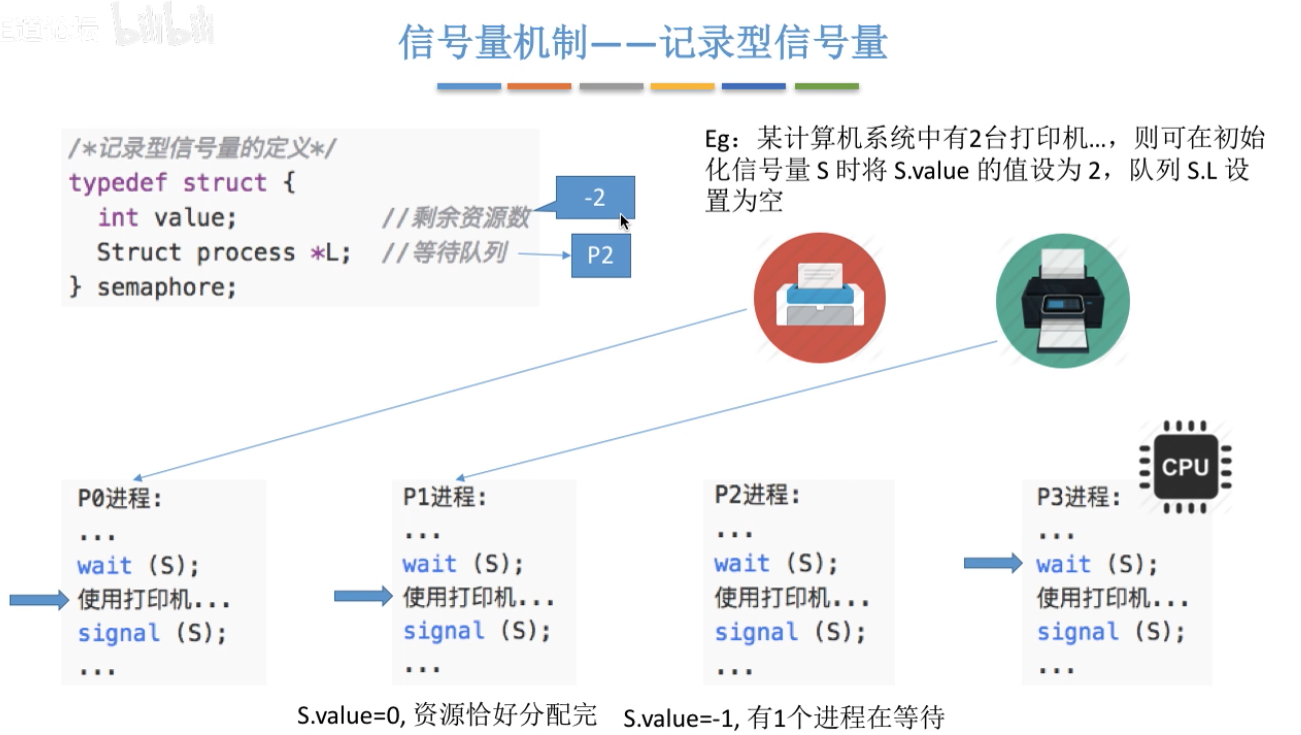 bilibili
信号量机制——记录型信号量
/*记录型信号量的定义*/
typedef struct {
int value; //剩余资源数
Struct process *L; //等待队列
} semaphore;
-2
P2
Eg：某计算机系统中有2台打印机…，则可在初始
化信号量 S 时将 S.value 的值设为 2，队列 S.L 设
置为空
CPU
P0进程:
...
wait (S);
使用打印机...
signal (S);
...
P1进程:
...
wait (S);
使用打印机...
signal (S);
...
P2进程:
...
wait (S);
使用打印机...
signal (S);
...
P3进程:
...
wait (S);
使用打印机...
signal (S);
...
S.value=0, 资源恰好分配完
S.value=-1, 有1个进程在等待